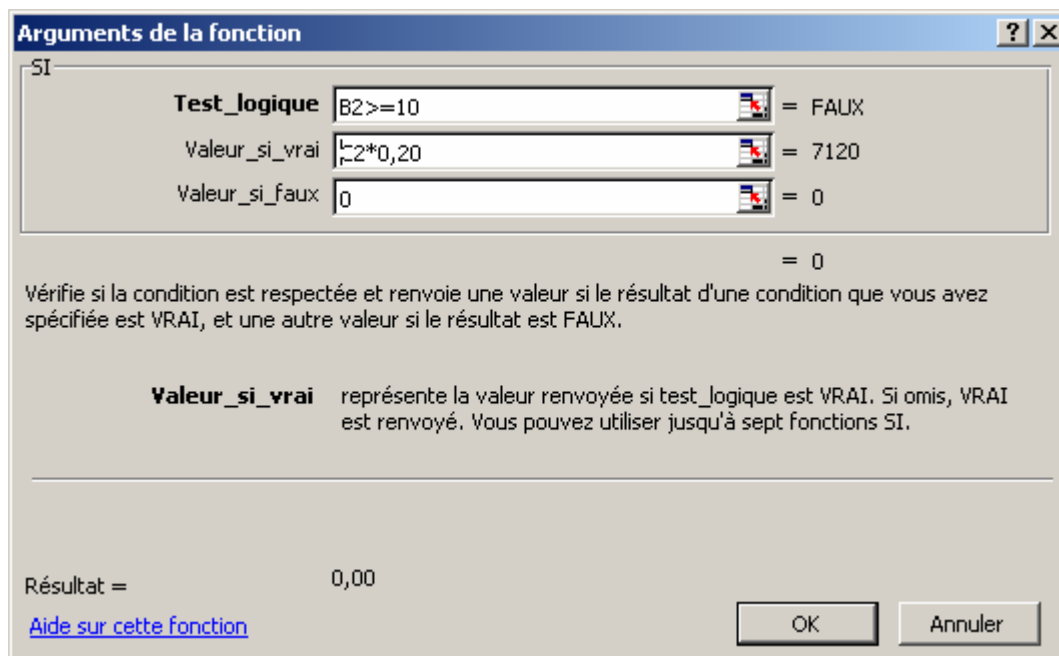 Arguments de la fonction
SI
Test_logique B2>=10 = FAUX
Valeur_si_vrai C2*0,20 = 7120
Valeur_si_faux 0 = 0
= 0
Vérifie si la condition est respectée et renvoie une valeur si le résultat d'une condition que vous avez
spécifiée est VRAI, et une autre valeur si le résultat est FAUX.
Valeur_si_vrai représente la valeur renvoyée si test_logique est VRAI. Si omis, VRAI
est renvoyé. Vous pouvez utiliser jusqu'à sept fonctions SI.
Résultat = 0,00
Aide sur cette fonction
OK Annuler